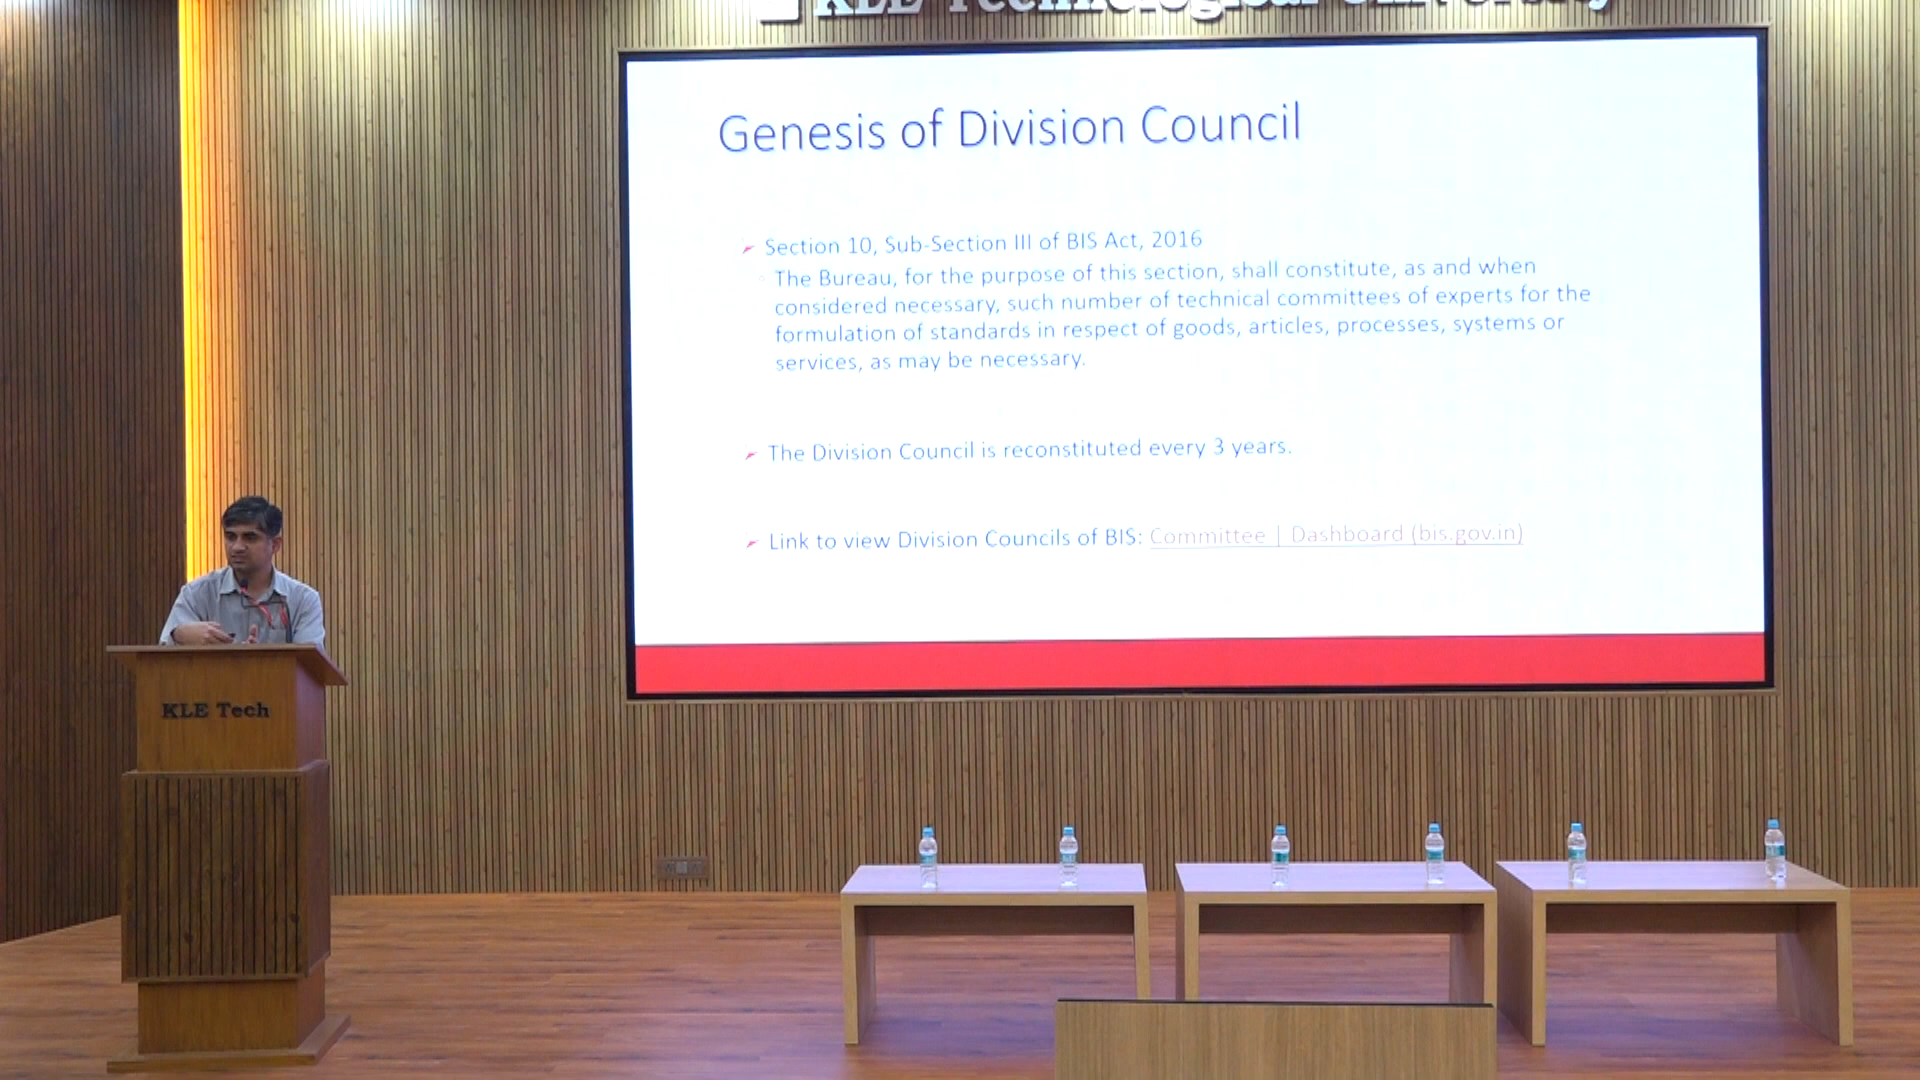 KLE Technological University
Genesis of Division Council
Section 10, Sub-Section III of BIS Act, 2016
The Bureau, for the purpose of this section, shall constitute, as and when
considered necessary, such number of technical committees of experts for the
formulation of standards in respect of goods, articles, processes, systems or
services, as may be necessary.
The Division Council is reconstituted every 3 years.
Link to view Division Councils of BIS: Committee | Dashboard (bis.gov.in)
KLE Tech